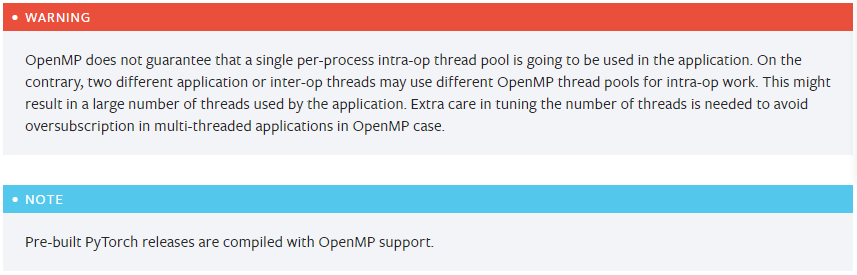 WARNING
OpenMP does not guarantee that a single per-process intra-op thread pool is going to be used in the application. On the
contrary, two different application or inter-op threads may use different OpenMP thread pools for intra-op work. This might
result in a large number of threads used by the application. Extra care in tuning the number of threads is needed to avoid
oversubscription in multi-threaded applications in OpenMP case.
NOTE
Pre-built PyTorch releases are compiled with OpenMP support.